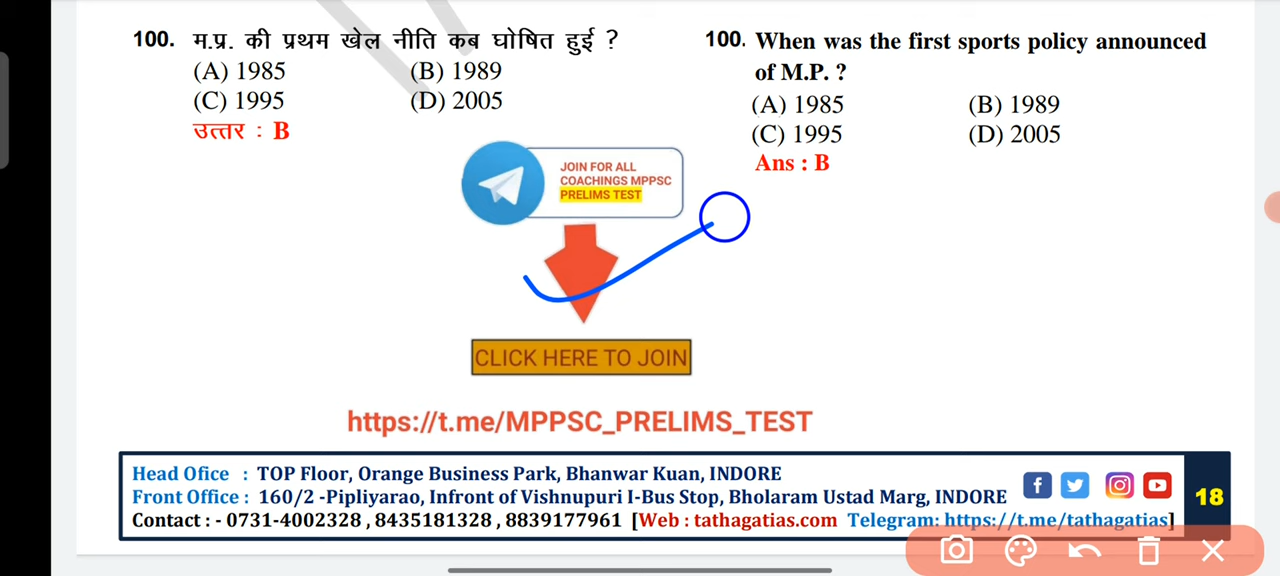 100. म.प्र. की प्रथम खेल नीति कब घोषित हुई ?
(A) 1985 (B) 1989
(C) 1995 (D) 2005
उत्तर : B
100. When was the first sports policy announced
of M.P. ?
(A) 1985 (B) 1989
(C) 1995 (D) 2005
Ans : B
JOIN FOR ALL
COACHINGS MPPSC
PRELIMS TEST
CLICK HERE TO JOIN
https://t.me/MPPSC_PRELIMS_TEST
Head Ofice : TOP Floor, Orange Business Park, Bhanwar Kuan, INDORE
Front Office : 160/2 -Pipliyarao, Infront of Vishnupuri I-Bus Stop, Bholaram Ustad Marg, INDORE
Contact : - 0731-4002328 , 8435181328 , 8839177961 [Web : tathagatias.com Telegram: https://t.me/tathagatias]
18